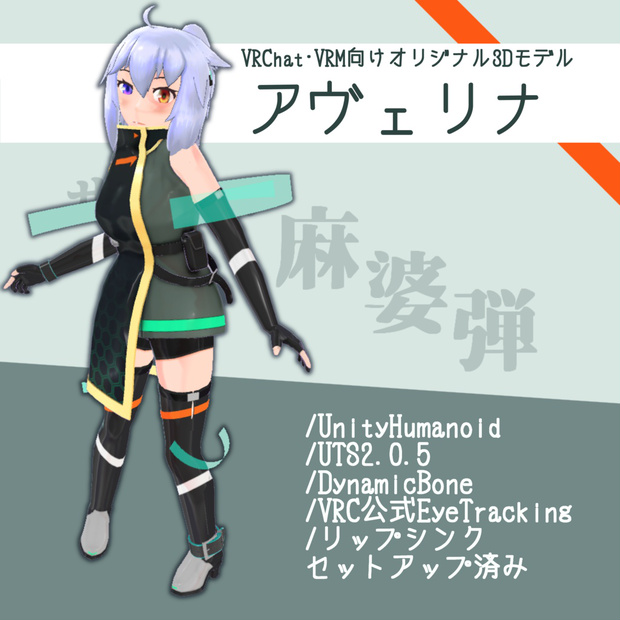 VRChat・VRM向けオリジナル3Dモデル
アヴェリナ
麻婆弾
/UnityHumanoid
/UTS2.0.5
/DynamicBone
/VRC公式EyeTracking
/リップシンク
セットアップ済み